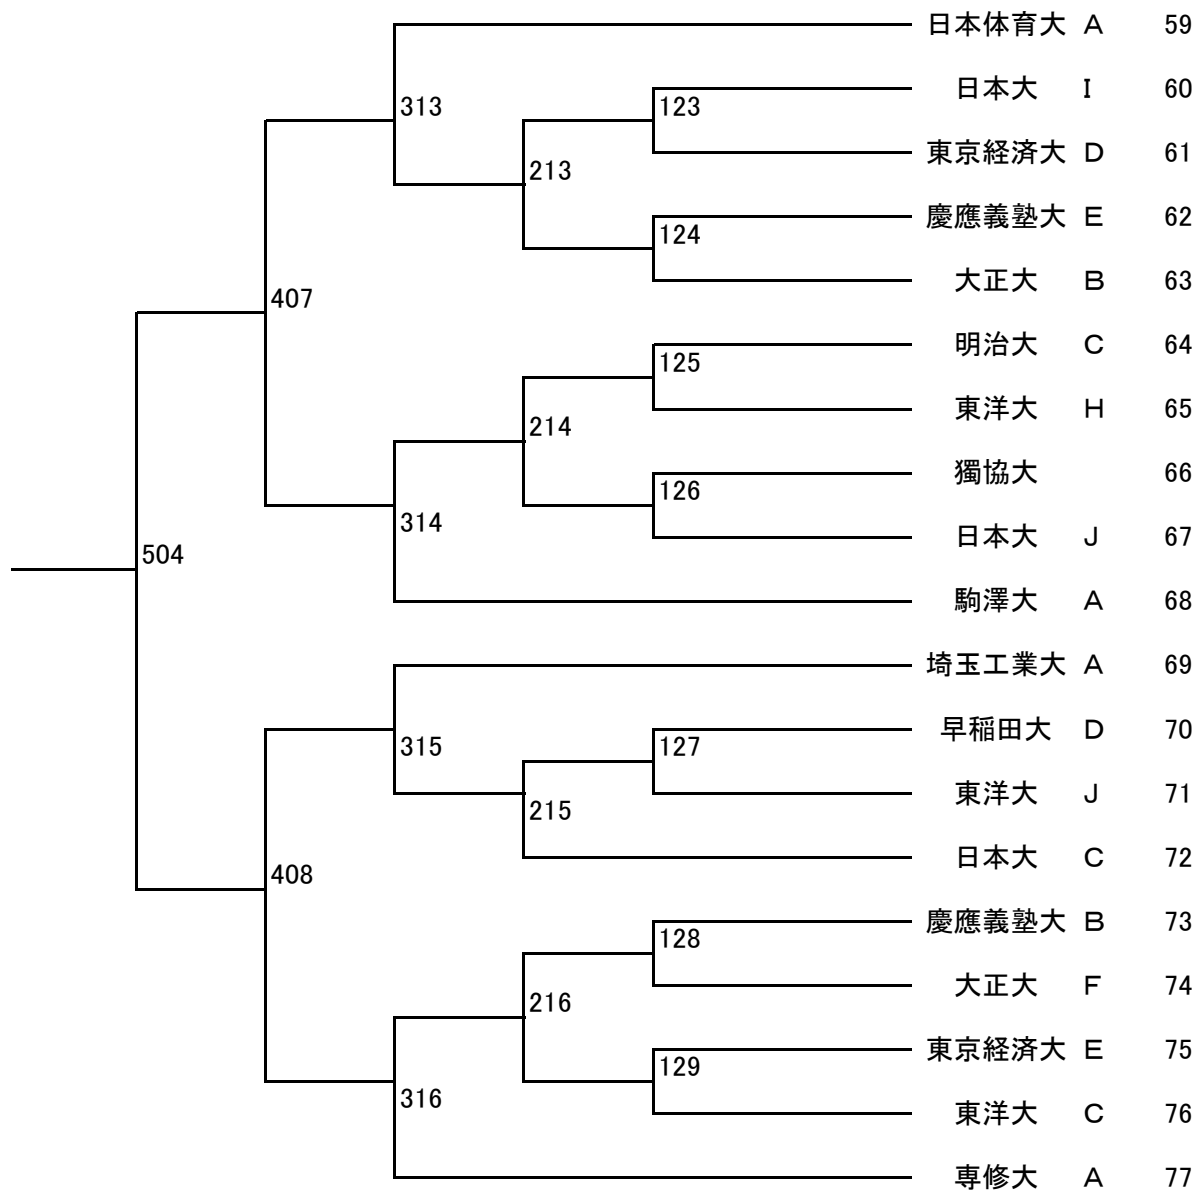 日本体育大 A 59
日本大 I 60
313
123
東京経済大 D 61
213
慶應義塾大 E 62
124
大正大 B 63
407
明治大 C 64
125
東洋大 H 65
214
獨協大 66
126
314
日本大 J 67
504
駒澤大 A 68
埼玉工業大 A 69
早稲田大 D 70
315
127
東洋大 J 71
215
日本大 C 72
408
慶應義塾大 B 73
128
大正大 F 74
216
東京経済大 E 75
129
316
東洋大 C 76
専修大 A 77